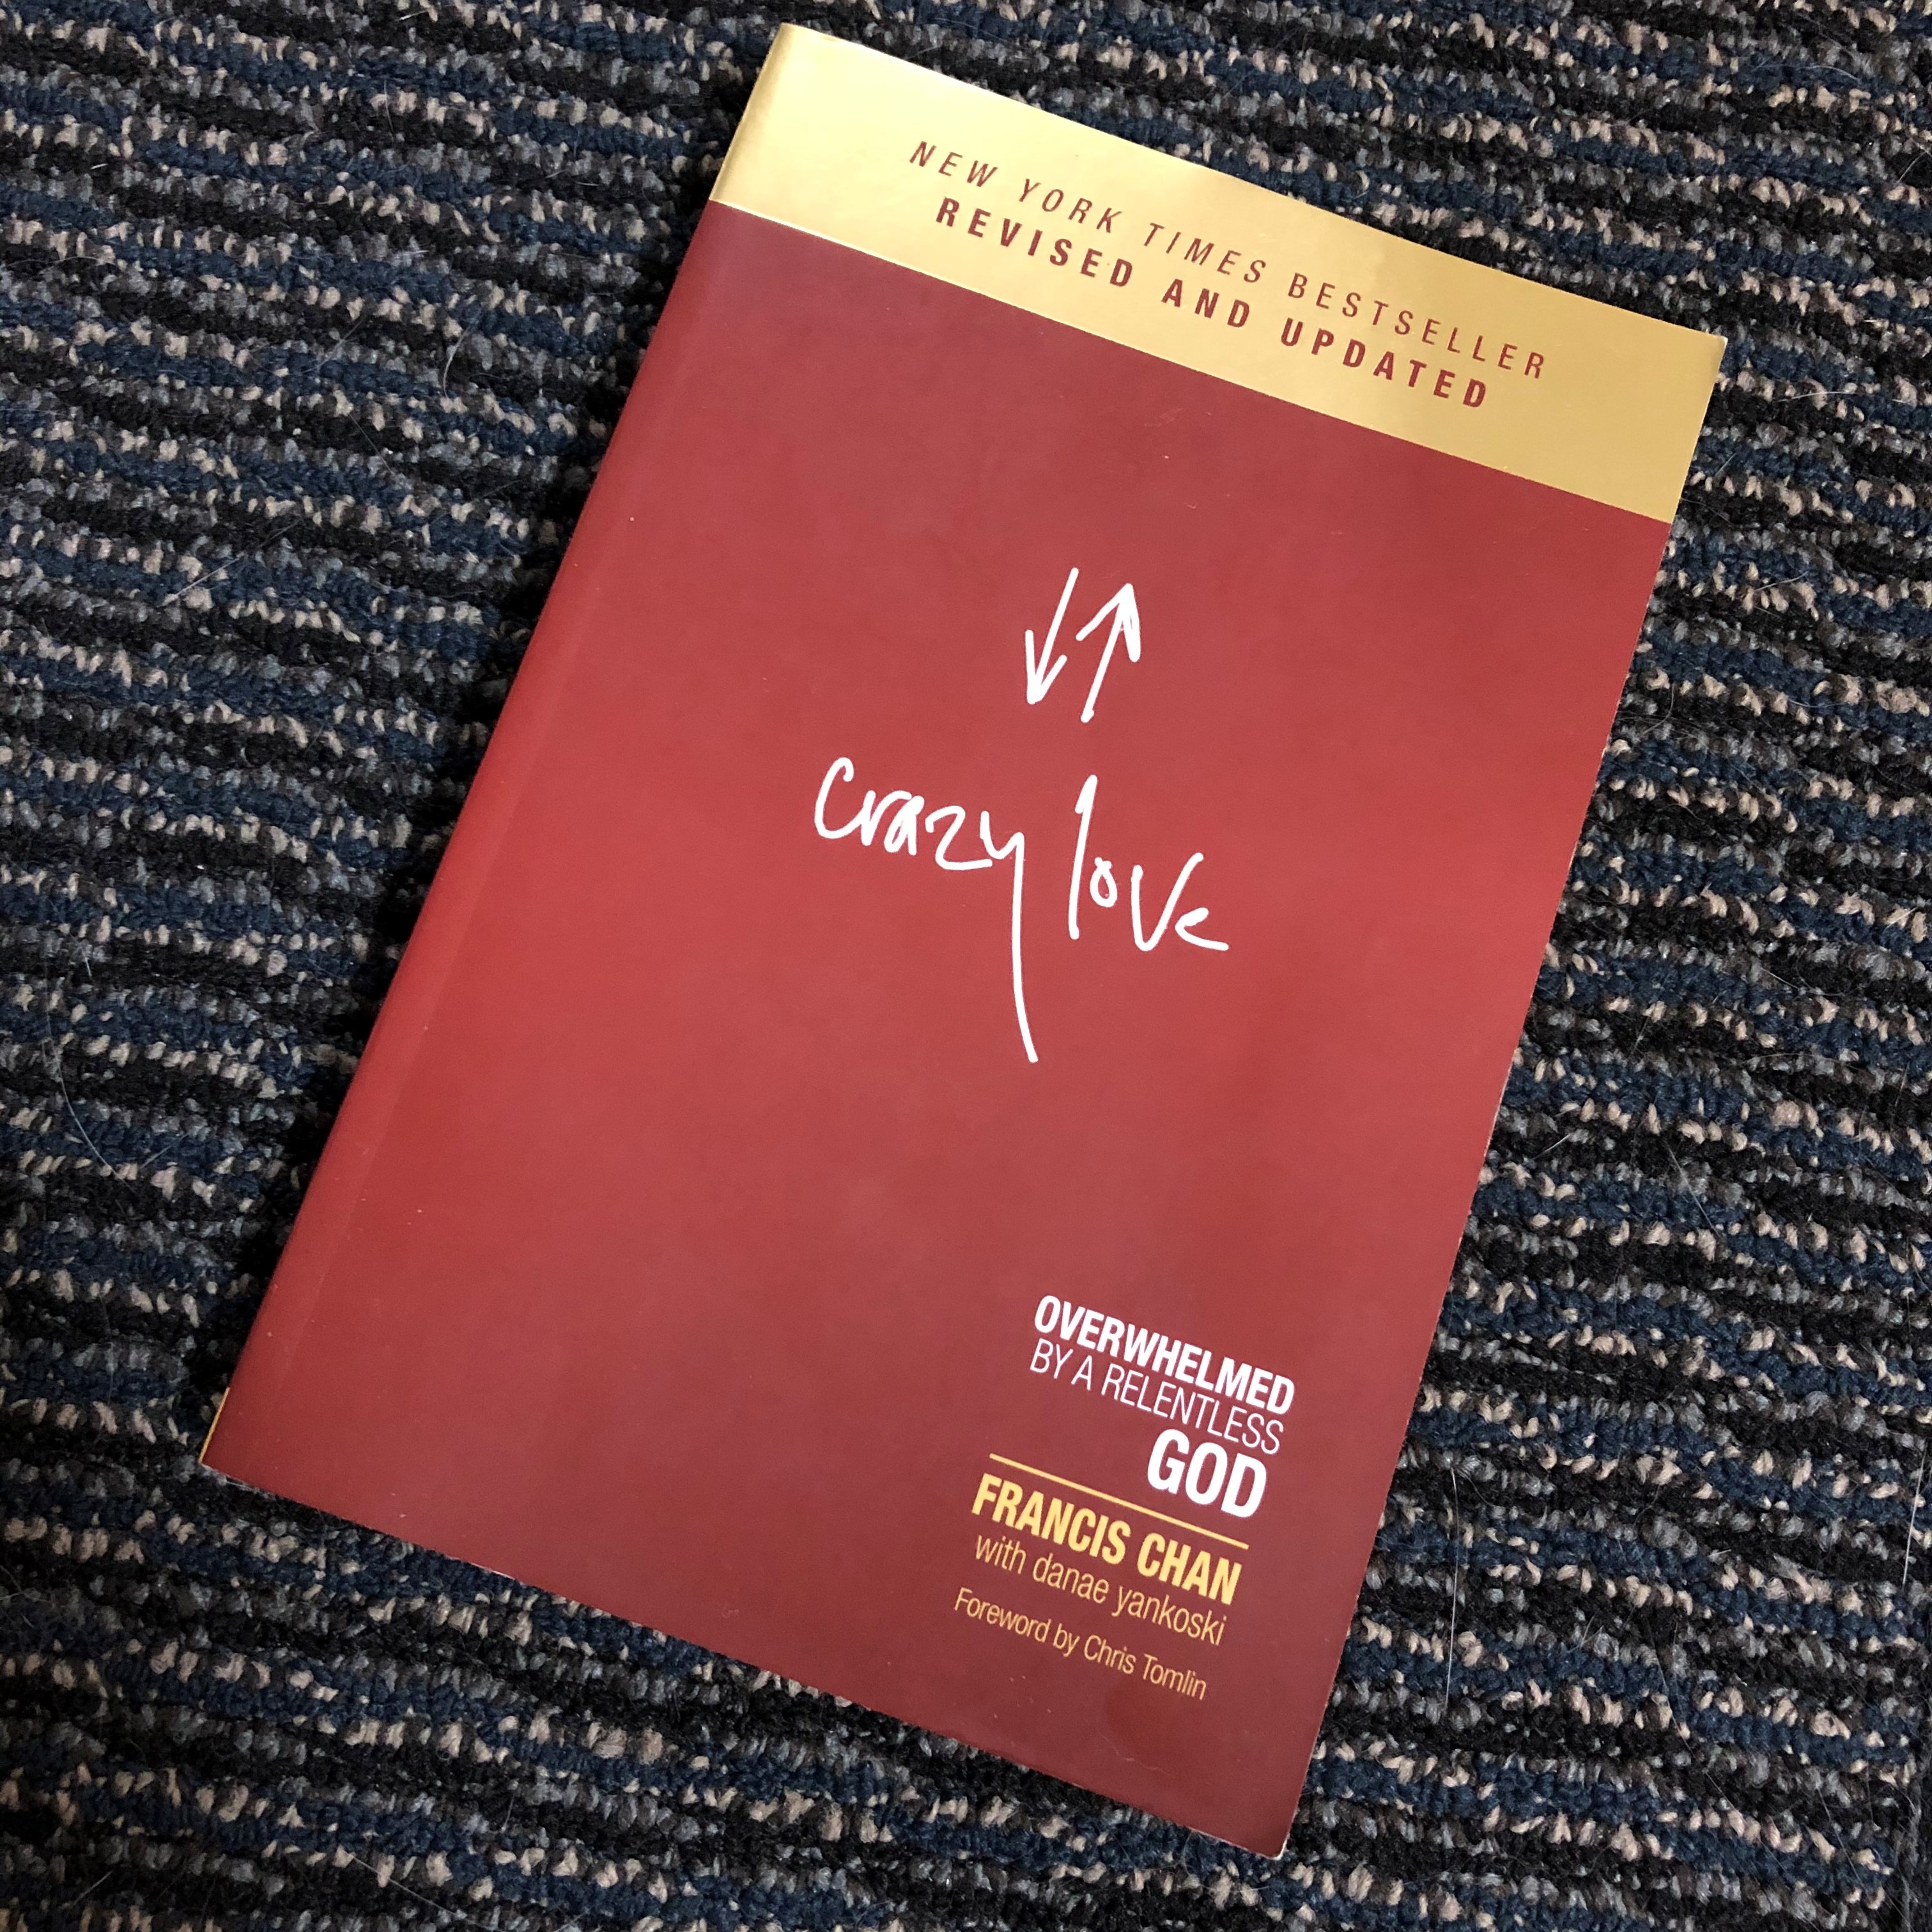 NEW YORK TIMES BESTSELLER
REVISED AND UPDATED
crazy love
OVERWHELMED
BY A RELENTLESS
GOD
FRANCIS CHAN
with danae yankoski
Foreword by Chris Tomlin